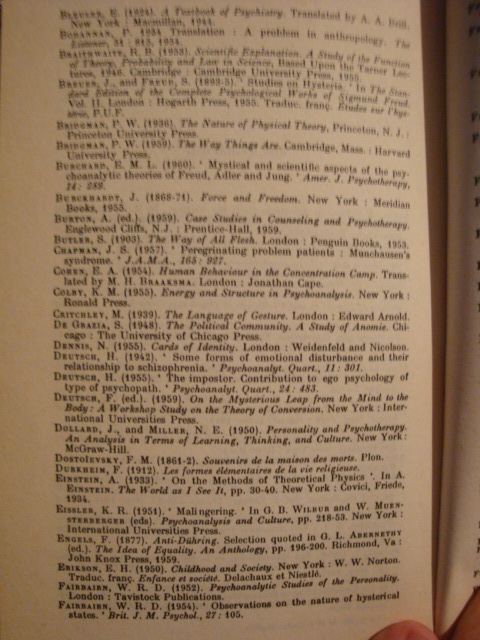 BLEULER, E. (1924). A Textbook of Psychiatry. Translated by A. A. Brill.
New York : Macmillan, 1944.
BOHANNAN, P. 1954 Translation : A problem in anthropology. The
Listener, 51 : 815, 1954.
BRAITHWAITE, R. B. (1953). Scientific Explanation. A Study of the Function
of Theory, Probability and Law in Science, Based Upon the Tarner Lec-
tures, 1946. Cambridge : Cambridge University Press, 1955.
BREUER, J., and FREUD, S. (1893-5) ' Studies on Hysteria. ' In The Stan-
dard Edition of the Complete Psychological Works of Sigmund Freud.
Vol. II. London : Hogarth Press, 1955. Traduc. franç. Etudes sur l'hys-
térie, P.U.F.
BRIDGMAN, P. W. (1936). The Nature of Physical Theory, Princeton, N. J. :
Princeton University Press.
BRIDGMAN, P. W. (1959). The Way Things Are. Cambridge, Mass. : Harvard
University Press.
BURCHARD, E. M. L. (1960). ' Mystical and scientific aspects of the psy-
choanalytic theories of Freud, Adler and Jung. ' Amer. J. Psychotherapy,
14 : 289.
BURCKHARDT, J. (1868-71). Force and Freedom. New York : Meridian
Books, 1955.
BURTON, A. (ed.). (1959). Case Studies in Counseling and Psychotherapy.
Englewood Cliffs, N.J. : Prentice-Hall, 1959.
BUTLER, S. (1903). The Way of All Flesh. London : Penguin Books, 1953.
CHAPMAN, J. S. (1957). ' Peregrinating problem patients : Munchausen's
syndrome. ' J.A.M.A., 165 : 927.
COHEN, E. A. (1954). Human Behaviour in the Concentration Camp. Trans-
lated by M. H. BRAAKSMA. London : Jonathan Cape.
COLBY, K. M. (1955). Energy and Structure in Psychoanalysis. New York :
Ronald Press.
CRITCHLEY, M. (1939). The Language of Gesture. London : Edward Arnold.
DE GRAZIA, S. (1948). The Political Community. A Study of Anomie. Chi-
cago : The University of Chicago Press.
DENNIS, N. (1955). Cards of Identity. London : Weidenfeld and Nicolson.
DEUTSCH, H. (1942). ' Some forms of emotional disturbance and their
relationship to schizophrenia. ' Psychoanalyt. Quart., 11 : 301.
DEUTSCH, H. (1955). ' The impostor. Contribution to ego psychology of
type of psychopath. ' Psychoanalyt. Quart., 24 : 483.
DEUTSCH, F. (ed.). (1959). On the Mysterious Leap from the Mind to the
Body : A Workshop Study on the Theory of Conversion. New York : Inter-
national Universities Press.
DOLLARD, J., and MILLER, N. E. (1950). Personality and Psychotherapy.
An Analysis in Terms of Learning, Thinking, and Culture. New York :
McGraw-Hill.
DOSTOÏEVSKY, F. M. (1861-2). Souvenirs de la maison des morts. Plon.
DURKHEIM, F. (1912). Les formes élémentaires de la vie religieuse.
EINSTEIN, A. (1933). ' On the Methods of Theoretical Physics '. In A.
EINSTEIN. The World as I See It, pp. 30-40. New York : Covici, Friede,
1934.
EISSLER, K. R. (1951). ' Malingering. ' In G. B. WILBUR and W. MUEN-
STERBERGER (eds). Psychoanalysis and Culture, pp. 218-53. New York :
International Universities Press.
ENGELS, F. (1877). Anti-Dühring. Selection quoted in G. L. ABERNETHY
(ed.). The Idea of Equality. An Anthology, pp. 196-200. Richmond, Va :
John Knox Press, 1959.
ERIKSON, E. H. (1950). Childhood and Society. New York : W. W. Norton.
Traduc. franç. Enfance et société. Delachaux et Niestlé.
FAIRBAIRN, W. R. D. (1952). Psychoanalytic Studies of the Personality.
London : Tavistock Publications.
FAIRBAIRN, W. R. D. (1954). ' Observations on the nature of hysterical
states. ' Brit. J. M. Psychol., 27 : 105.